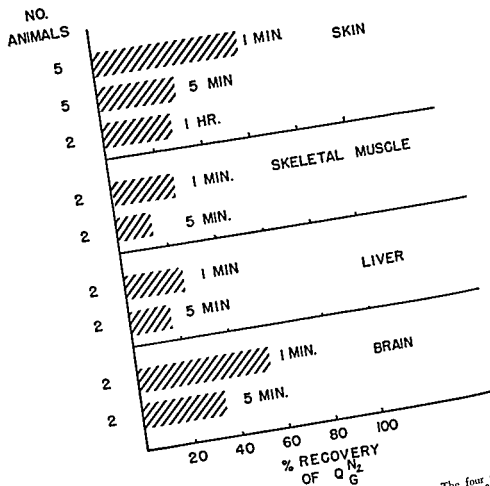 NO.
ANIMALS
5 1 MIN. SKIN
5 5 MIN
2 1 HR.
2 1 MIN. SKELETAL MUSCLE
2 5 MIN.
2 1 MIN LIVER
2 5 MIN
2 1 MIN. BRAIN
2 5 MIN.
20 40 60 80 100
% RECOVERY
OF Q N2 G
The four